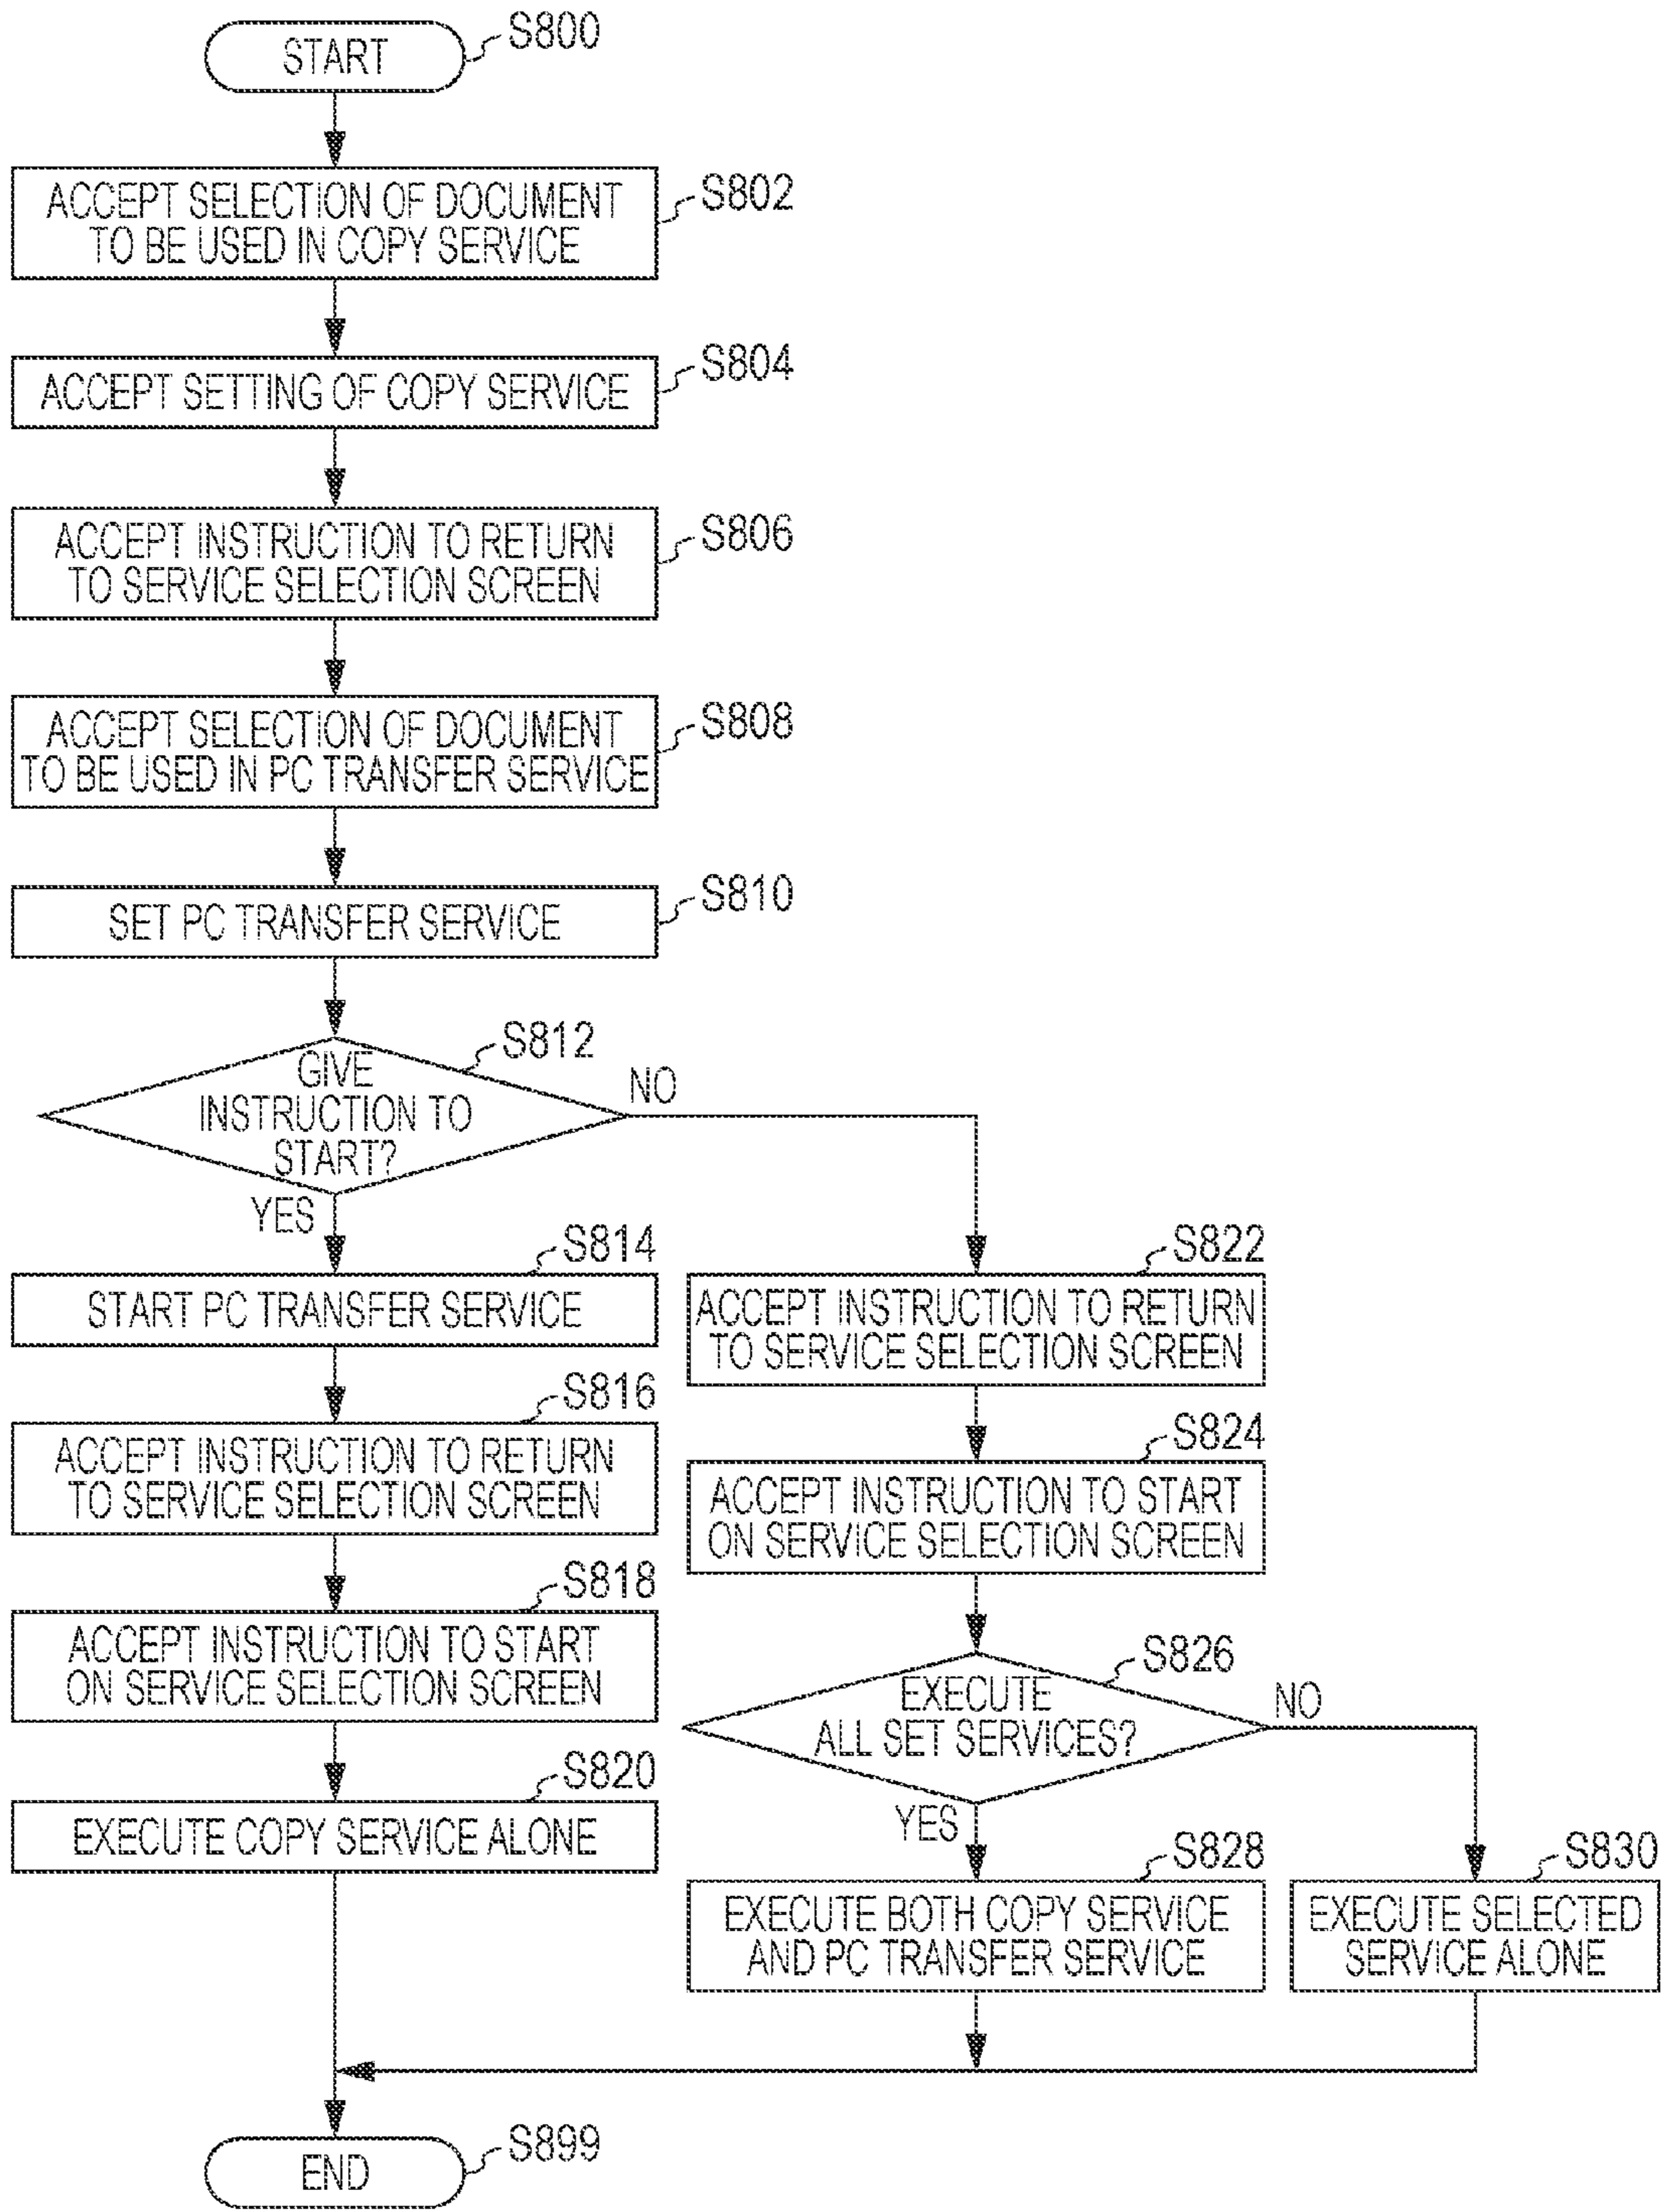 START
S800
ACCEPT SELECTION OF DOCUMENT
TO BE USED IN COPY SERVICE
S802
ACCEPT SETTING OF COPY SERVICE
S804
ACCEPT INSTRUCTION TO RETURN
TO SERVICE SELECTION SCREEN
S806
ACCEPT SELECTION OF DOCUMENT
TO BE USED IN PC TRANSFER SERVICE
S808
SET PC TRANSFER SERVICE
S810
GIVE
INSTRUCTION TO
START?
S812
NO
YES
START PC TRANSFER SERVICE
S814
ACCEPT INSTRUCTION TO RETURN
TO SERVICE SELECTION SCREEN
S816
ACCEPT INSTRUCTION TO START
ON SERVICE SELECTION SCREEN
S818
EXECUTE COPY SERVICE ALONE
S820
ACCEPT INSTRUCTION TO RETURN
TO SERVICE SELECTION SCREEN
S822
ACCEPT INSTRUCTION TO START
ON SERVICE SELECTION SCREEN
S824
EXECUTE
ALL SET SERVICES?
S826
NO
YES
EXECUTE BOTH COPY SERVICE
AND PC TRANSFER SERVICE
S828
EXECUTE SELECTED
SERVICE ALONE
S830
END
S899